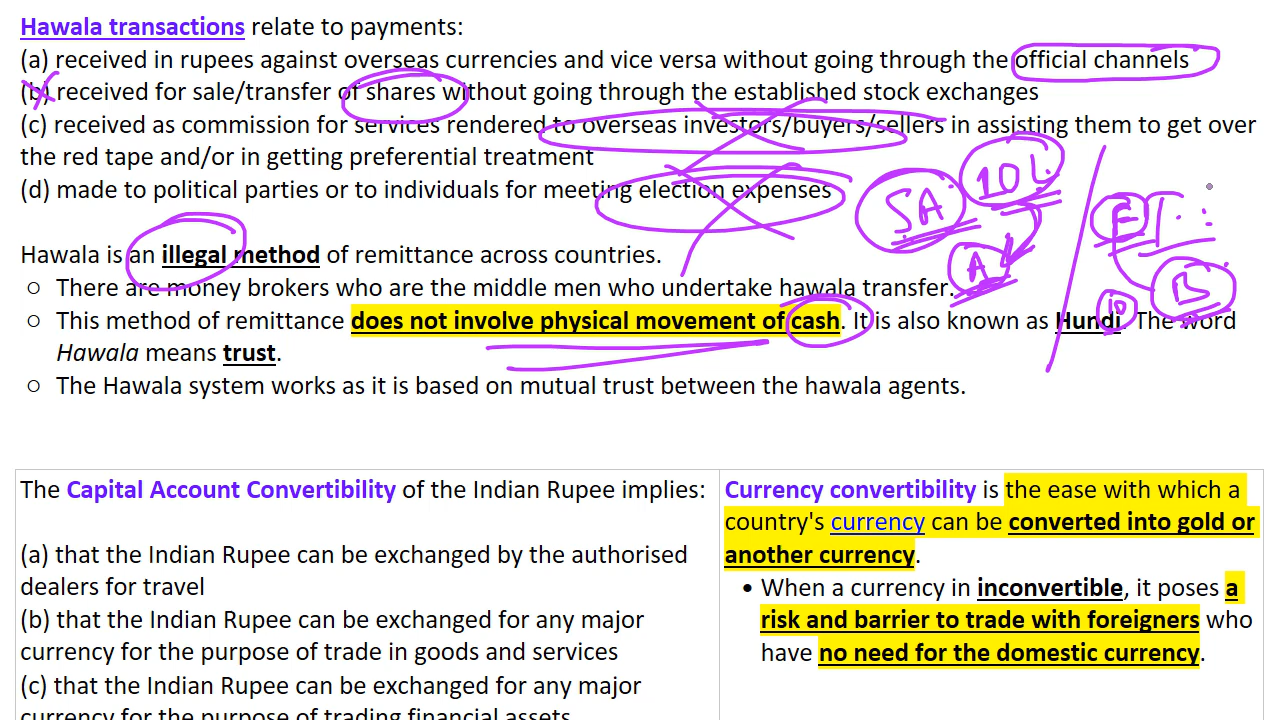 Hawala transactions relate to payments:
(a) received in rupees against overseas currencies and vice versa without going through the official channels
(b) received for sale/transfer of shares without going through the established stock exchanges
(c) received as commission for services rendered to overseas investors/buyers/sellers in assisting them to get over
the red tape and/or in getting preferential treatment
(d) made to political parties or to individuals for meeting election expenses
SA
10 L
F
A
B
10
Hawala is an illegal method of remittance across countries.
○ There are money brokers who are the middle men who undertake hawala transfer.
○ This method of remittance does not involve physical movement of cash. It is also known as Hundi. The word
Hawala means trust.
○ The Hawala system works as it is based on mutual trust between the hawala agents.
The Capital Account Convertibility of the Indian Rupee implies:
(a) that the Indian Rupee can be exchanged by the authorised
dealers for travel
(b) that the Indian Rupee can be exchanged for any major
currency for the purpose of trade in goods and services
(c) that the Indian Rupee can be exchanged for any major
currency for the purpose of trading financial assets
Currency convertibility is the ease with which a
country's currency can be converted into gold or
another currency.
• When a currency in inconvertible, it poses a
risk and barrier to trade with foreigners who
have no need for the domestic currency.